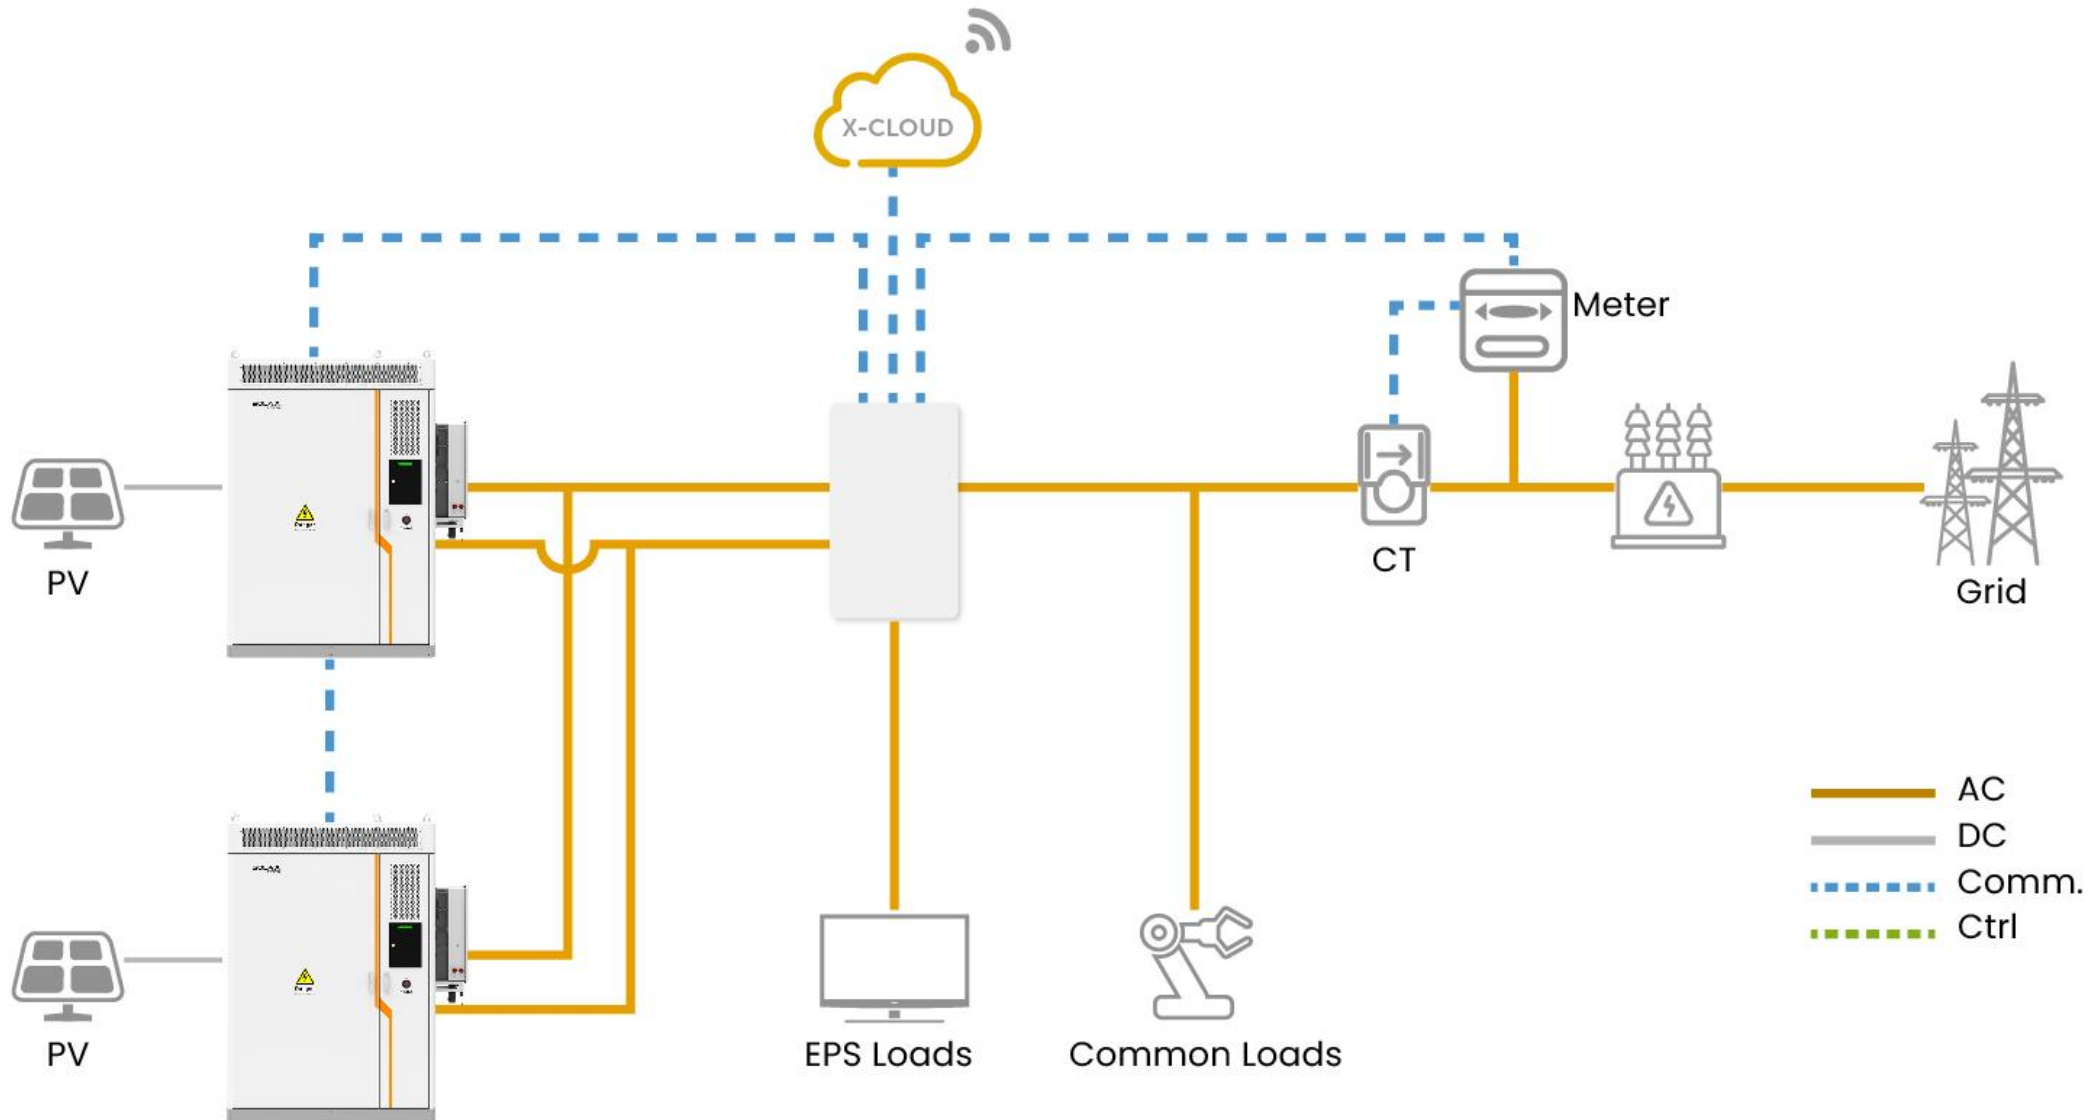 X-CLOUD
Meter
CT
Grid
PV
AC
DC
Comm.
Ctrl
PV
EPS Loads
Common Loads